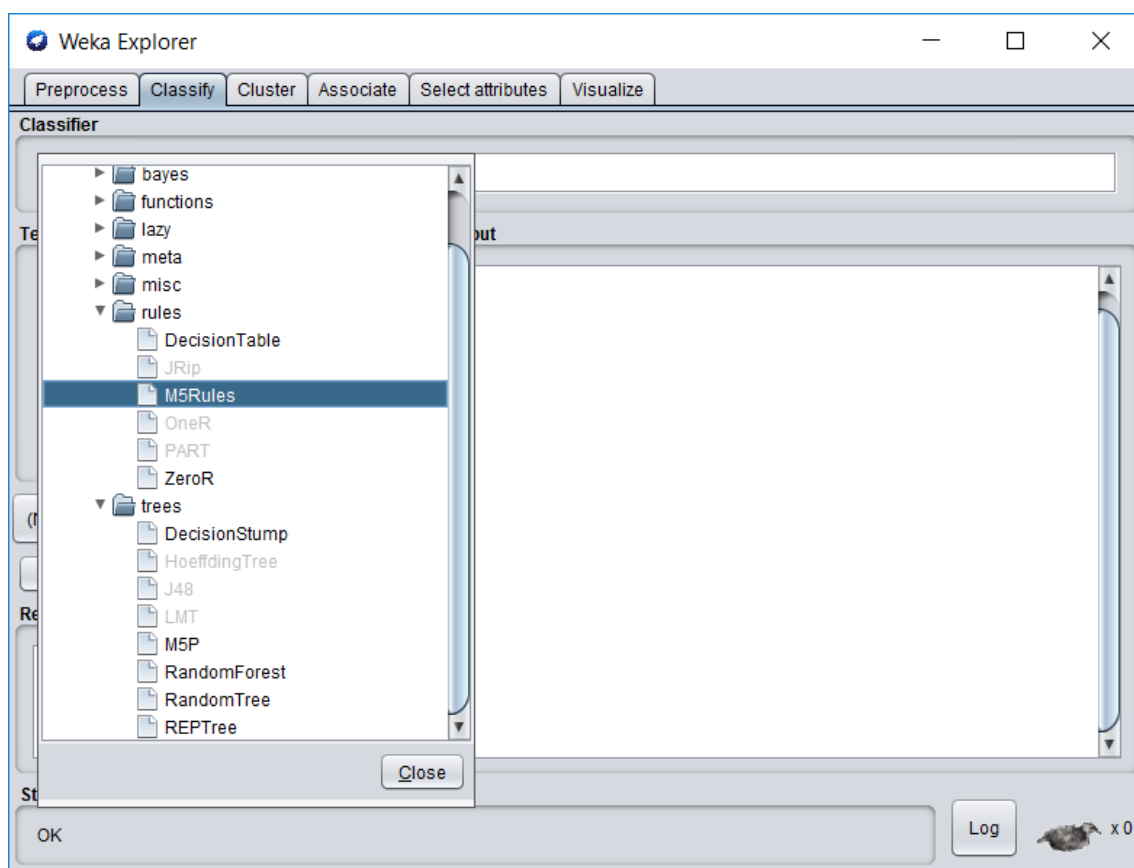 Weka Explorer
Preprocess Classify Cluster Associate Select attributes Visualize
Classifier
bayes
functions
lazy
meta
misc
rules
DecisionTable
JRip
M5Rules
OneR
PART
ZeroR
trees
DecisionStump
HoeffdingTree
J48
LMT
M5P
RandomForest
RandomTree
REPTree
Close
OK
Log
x 0